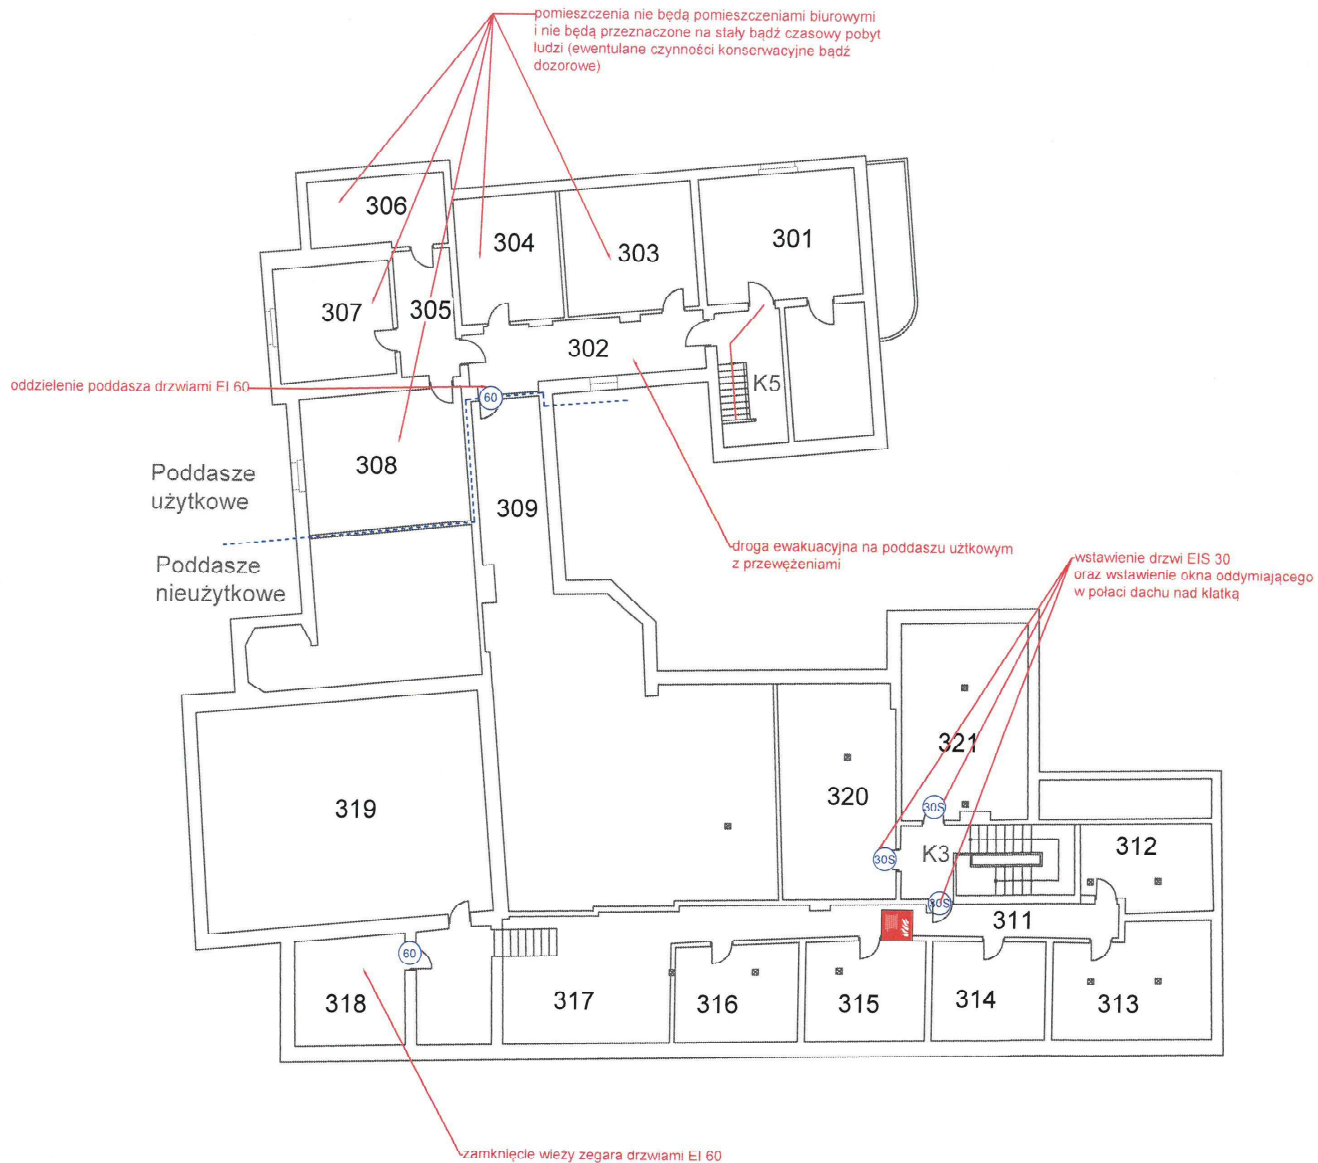 pomieszczenia nie będą pomieszczeniami biurowymi
i nie będą przeznaczone na stały bądź czasowy pobyt
ludzi (ewentulane czynności konserwacyjne bądź
dozorowe)
306
304
303
301
307
305
302
K5
oddzielenie poddasza drzwiami EI 60
60
308
Poddasze
użytkowe
309
Poddasze
nieużytkowe
droga ewakuacyjna na poddaszu użtkowym
z przewężeniami
wstawienie drzwi EIS 30
oraz wstawienie okna oddymiającego
w połaci dachu nad klatką
321
319
320
30S
30S
K3
312
30S
311
60
318
317
316
315
314
313
zamknięcie wieży zegara drzwiami EI 60